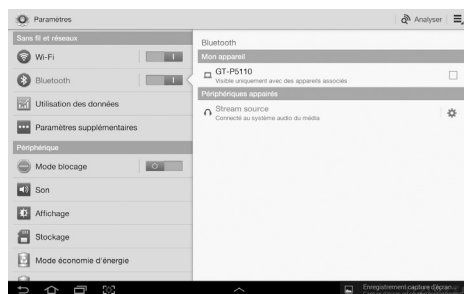 Paramètres
Analyser
Sans fil et réseaux
Wi-Fi
Bluetooth
Utilisation des données
Paramètres supplémentaires
Périphérique
Mode blocage
Son
Affichage
Stockage
Mode économie d'énergie
Bluetooth
Mon appareil
GT-P5110
Visible uniquement avec des appareils associés
Périphériques appairés
Stream source
Connecté au système audio du média
Enregistrement capture d'écran...